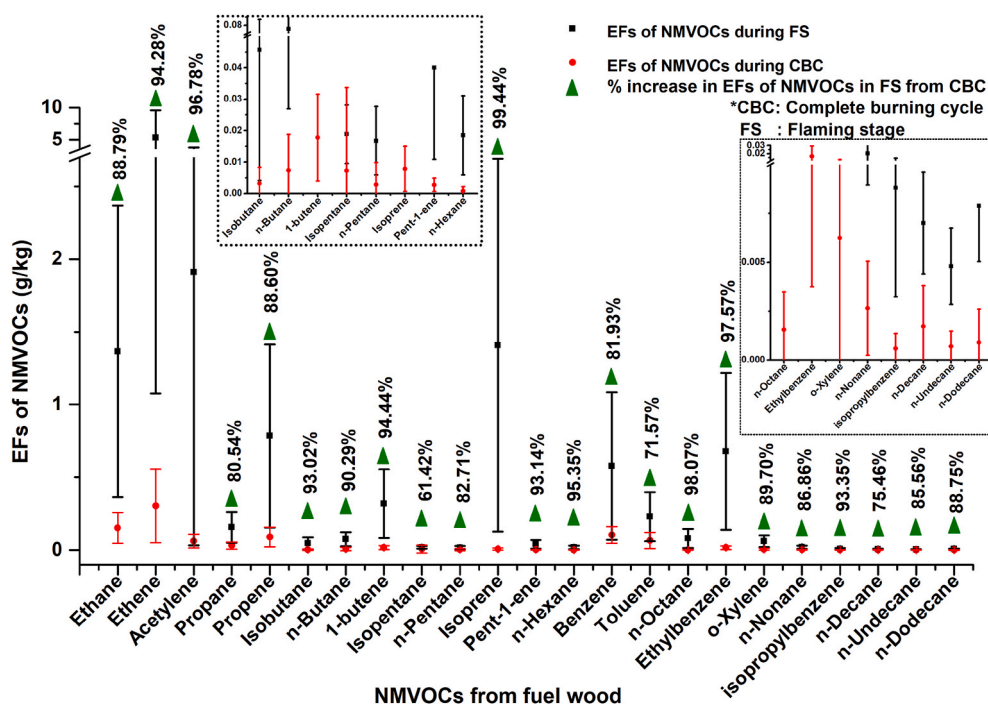 EFs of NMVOCs during FS
EFs of NMVOCs during CBC
% increase in EFs of NMVOCs in FS from CBC
*CBC: Complete burning cycle
FS : Flaming stage
EFs of NMVOCs (g/kg)
10
5
2
1
0
88.79%
94.28%
96.78%
80.54%
88.60%
93.02%
90.29%
94.44%
61.42%
82.71%
99.44%
93.14%
95.35%
81.93%
71.57%
98.07%
97.57%
89.70%
86.86%
93.35%
75.46%
85.56%
88.75%
0.08
0.04
0.03
0.02
0.01
0.00
Isobutane
n-Butane
1-butene
Isopentane
n-Pentane
Isoprene
Pent-1-ene
n-Hexane
0.03
0.02
0.005
0.000
n-Octane
Ethylbenzene
o-Xylene
n-Nonane
isopropylbenzene
n-Decane
n-Undecane
n-Dodecane
Ethane
Ethene
Acetylene
Propane
Propene
Isobutane
n-Butane
1-butene
Isopentane
n-Pentane
Isoprene
Pent-1-ene
n-Hexane
Benzene
Toluene
n-Octane
Ethylbenzene
o-Xylene
n-Nonane
isopropylbenzene
n-Decane
n-Undecane
n-Dodecane
NMVOCs from fuel wood